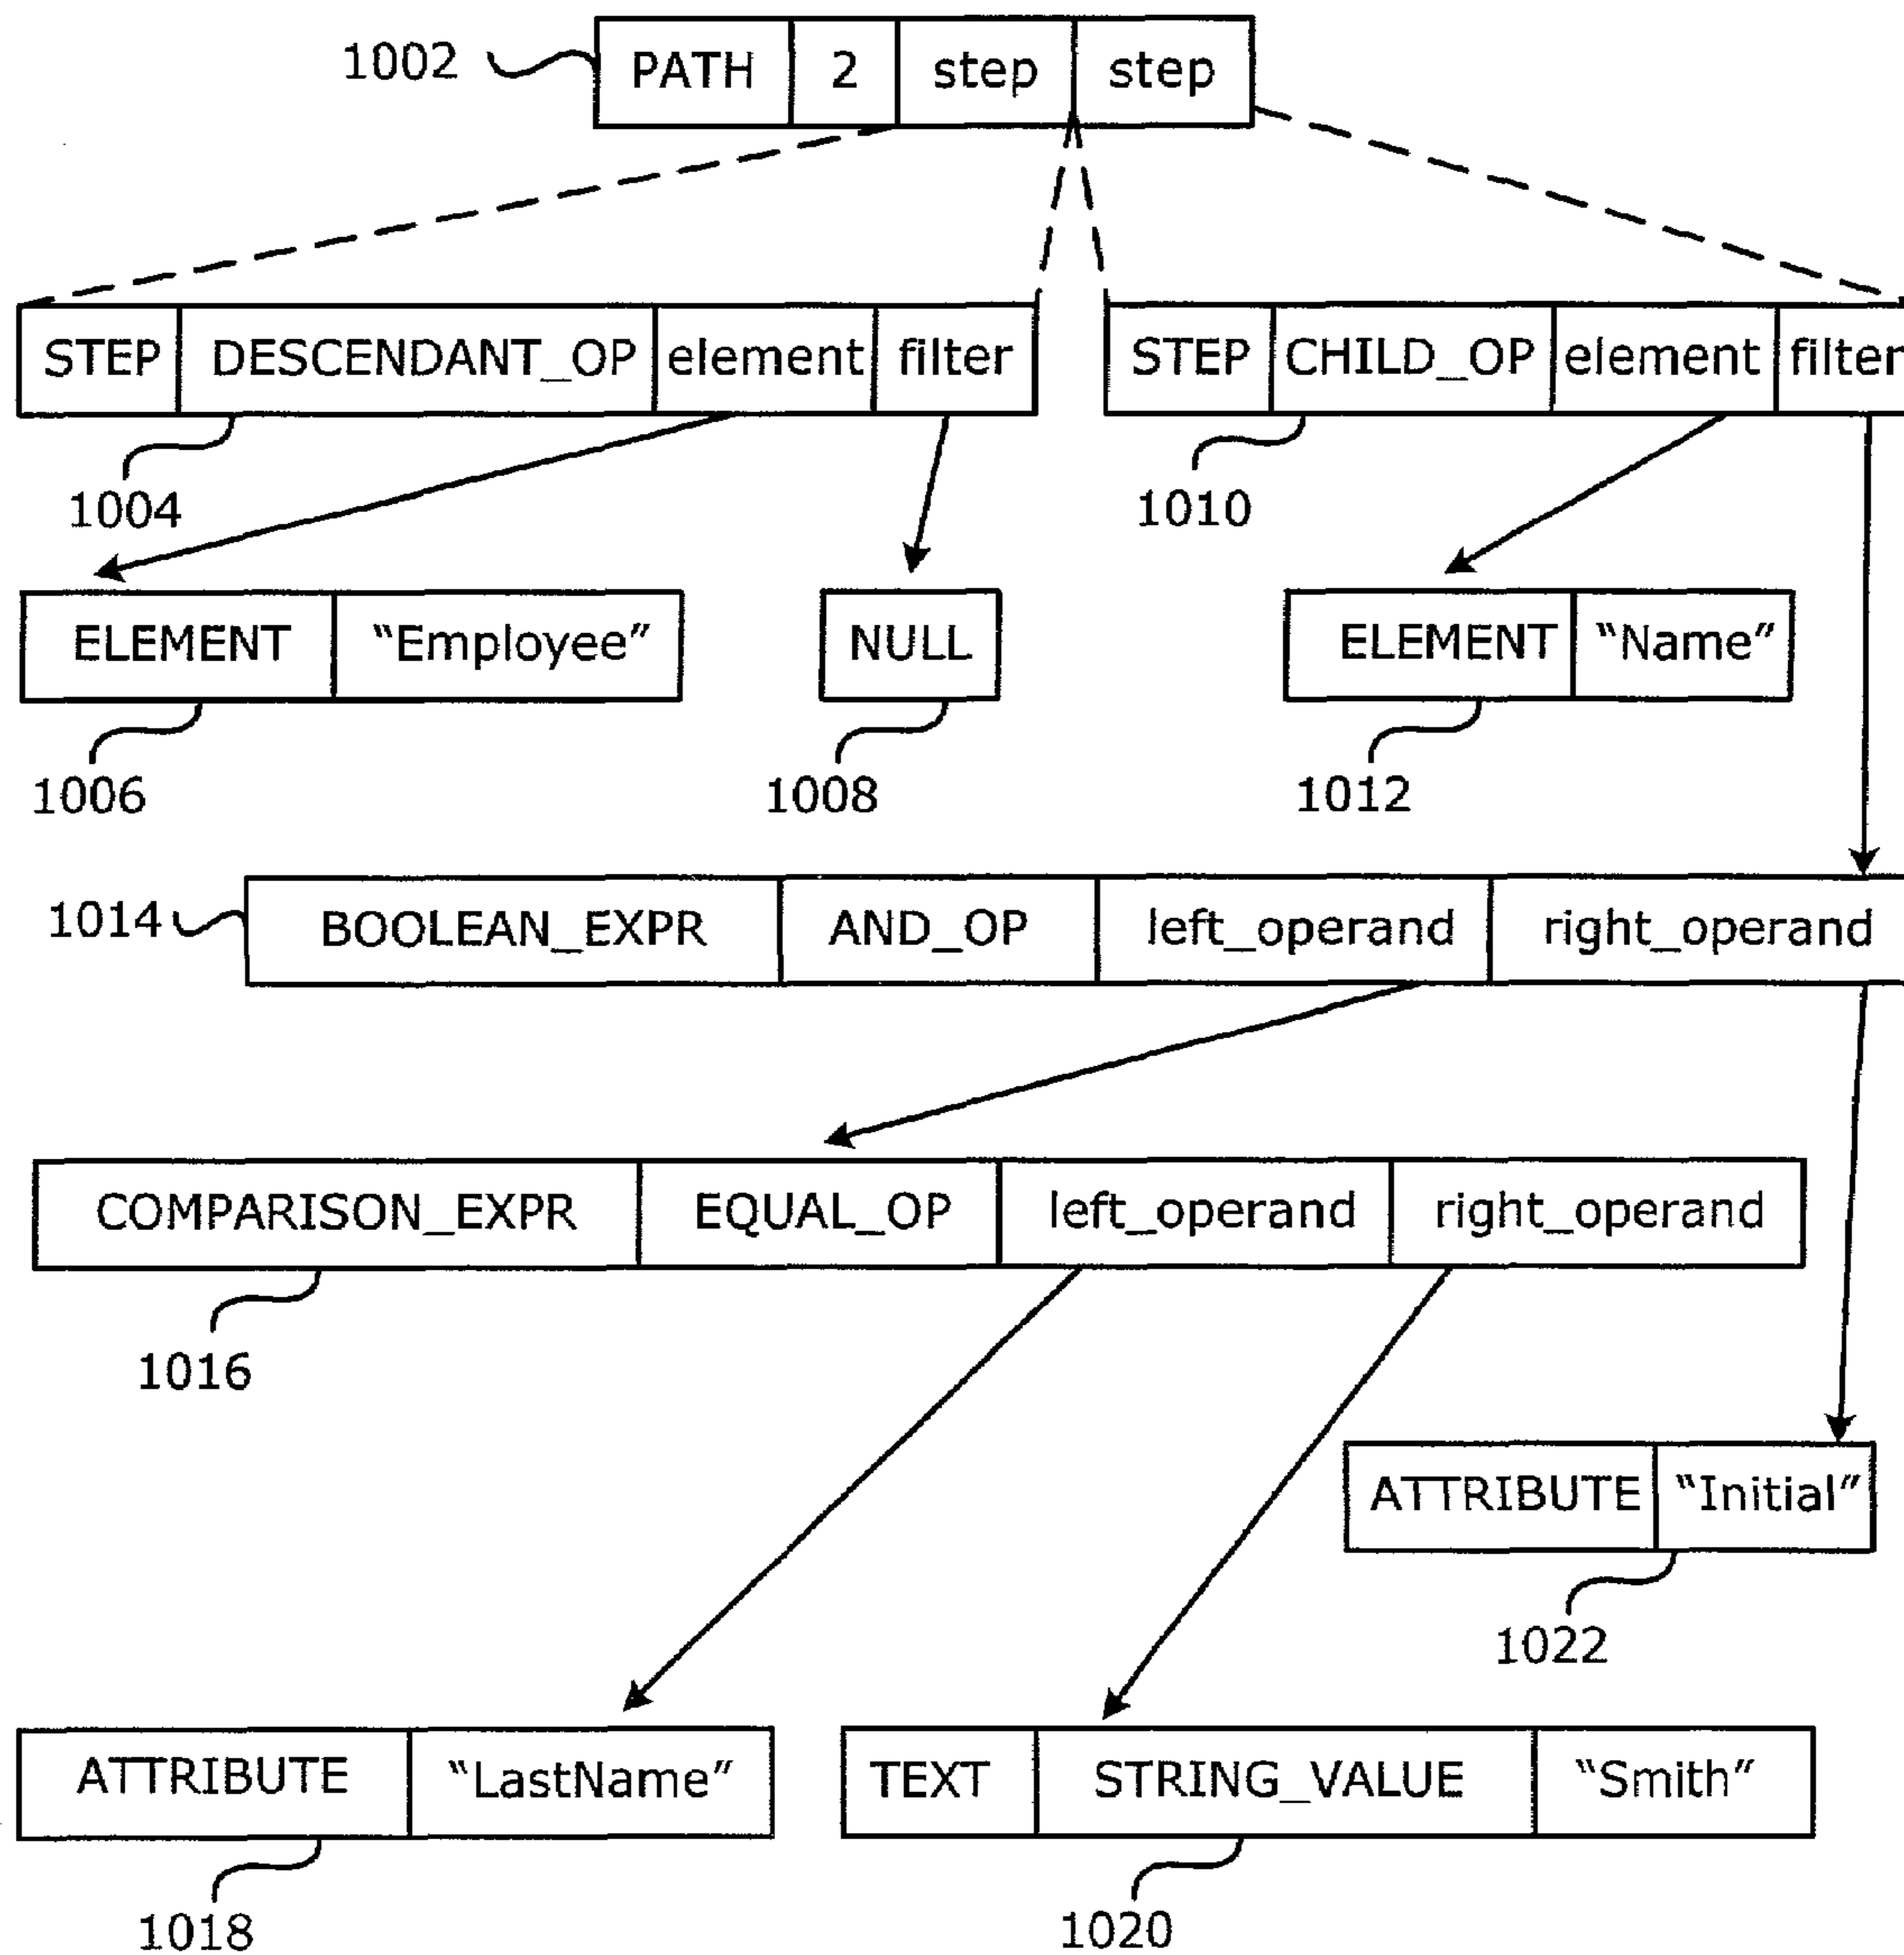 1002 PATH 2 step step
STEP DESCENDANT_OP element filter STEP CHILD_OP element filter
1004 1010
ELEMENT “Employee” NULL ELEMENT “Name”
1006 1008 1012
1014 BOOLEAN_EXPR AND_OP left_operand right_operand
COMPARISON_EXPR EQUAL_OP left_operand right_operand
1016
ATTRIBUTE “Initial”
1022
ATTRIBUTE “LastName” TEXT STRING_VALUE “Smith”
1018 1020